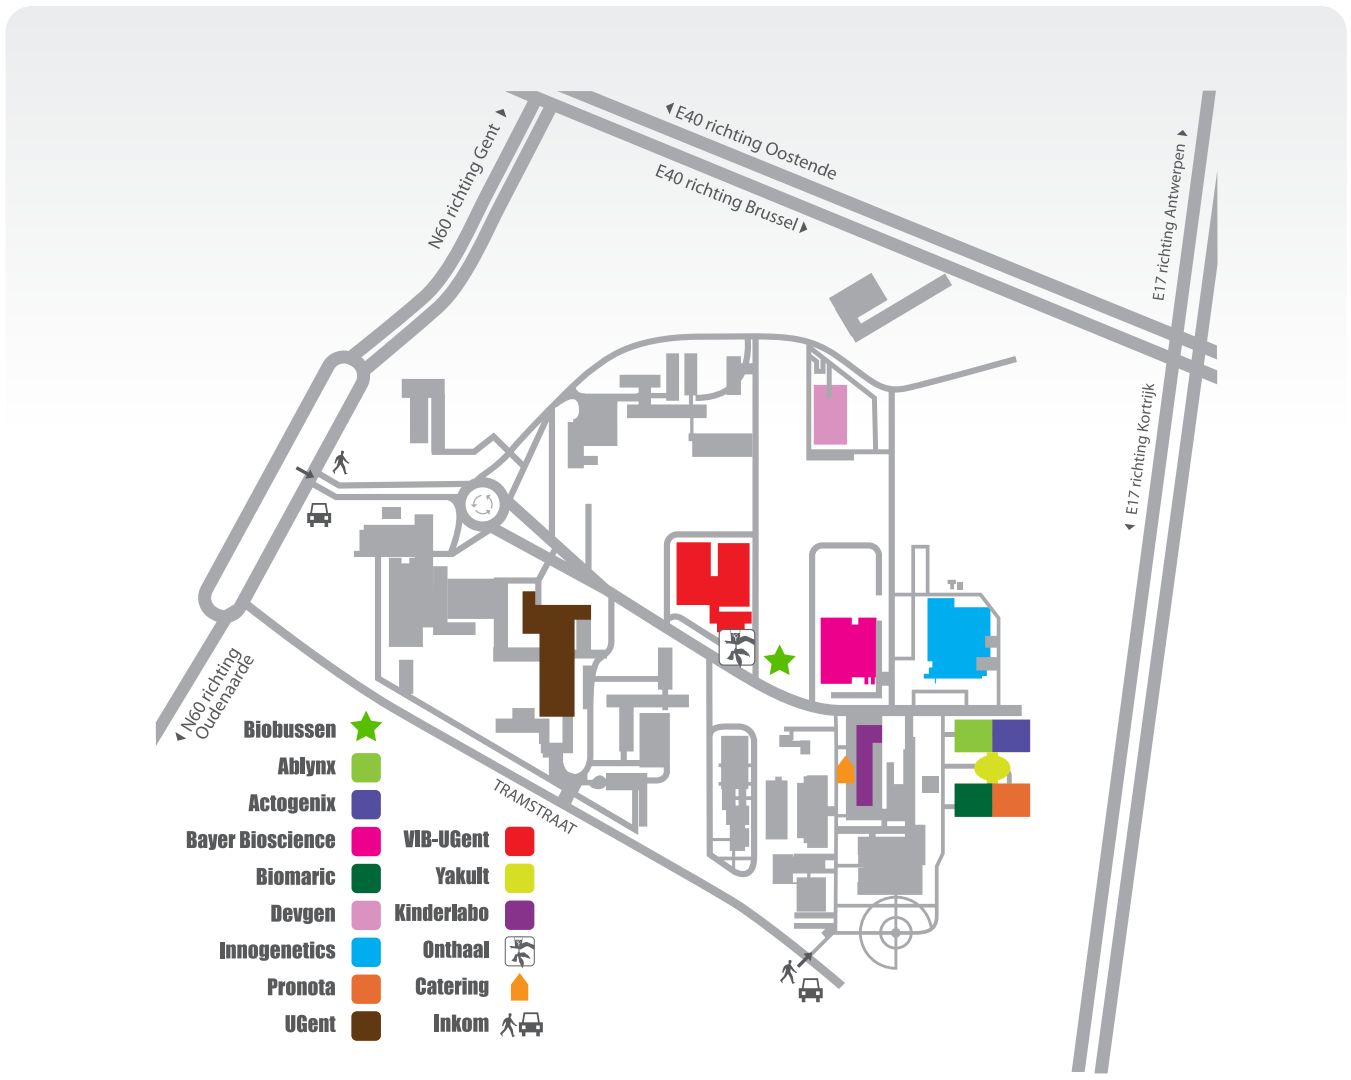 E40 richting Oostende
E40 richting Brussel
N60 richting Gent
E17 richting Antwerpen
E17 richting Kortrijk
N60 richting
Oudenaarde
TRAMSTRAAT
Biobussen
Ablynx
Actogenix
Bayer Bioscience
Biomaric
Devgen
Innogenetics
Pronota
UGent
VIB-UGent
Yakult
Kinderlabo
Onthaal
Catering
Inkom